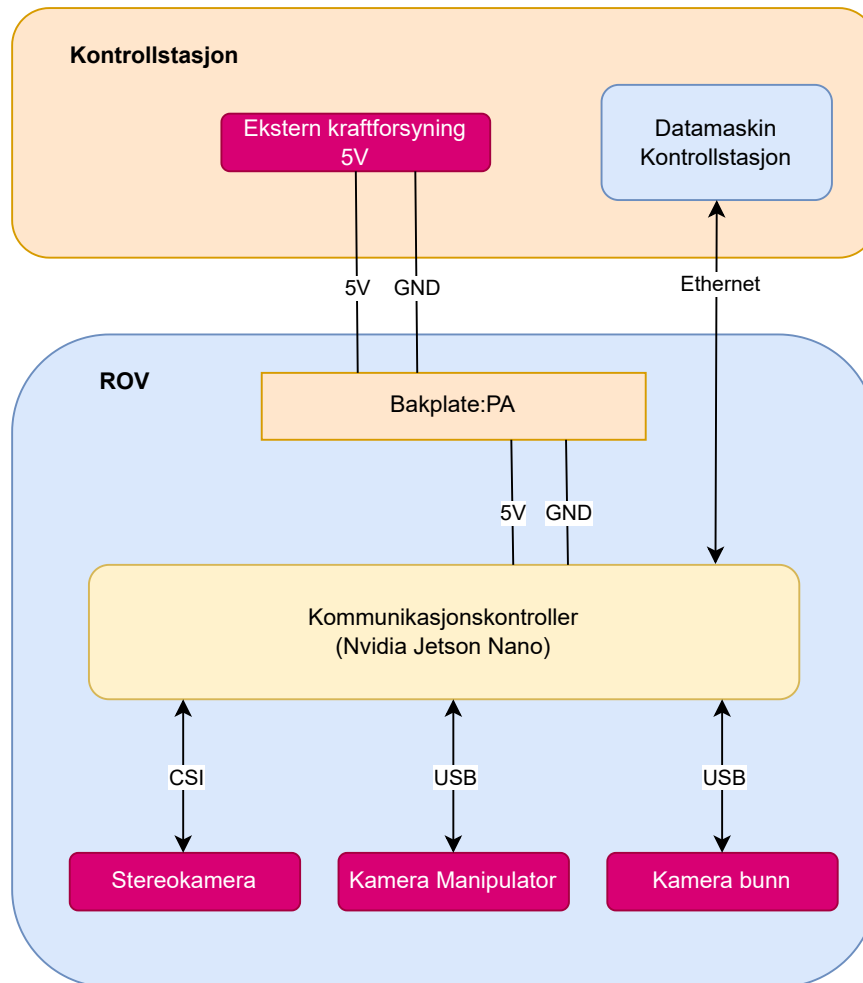 Kontrollstasjon
Ekstern kraftforsyning
5V
Datamaskin
Kontrollstasjon
5V
GND
Ethernet
ROV
Bakplate:PA
5V
GND
Kommunikasjonskontroller
(Nvidia Jetson Nano)
CSI
USB
USB
Stereokamera
Kamera Manipulator
Kamera bunn